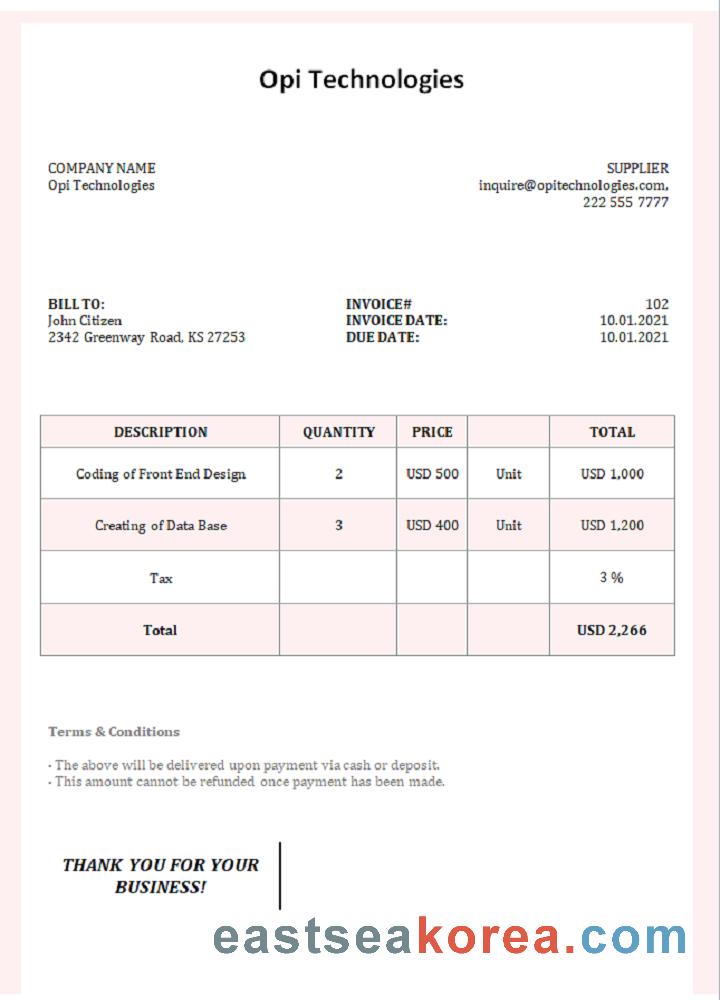 Opi Technologies
COMPANY NAME
Opi Technologies
SUPPLIER
inquire@opitechnologies.com,
222 555 7777
BILL TO:
John Citizen
2342 Greenway Road, KS 27253
INVOICE# 102
INVOICE DATE: 10.01.2021
DUE DATE: 10.01.2021
DESCRIPTION QUANTITY PRICE TOTAL
Coding of Front End Design 2 USD 500 Unit USD 1,000
Creating of Data Base 3 USD 400 Unit USD 1,200
Tax 3 %
Total USD 2,266
Terms & Conditions
- The above will be delivered upon payment via cash or deposit.
- This amount cannot be refunded once payment has been made.
THANK YOU FOR YOUR
BUSINESS!
eastseakorea.com